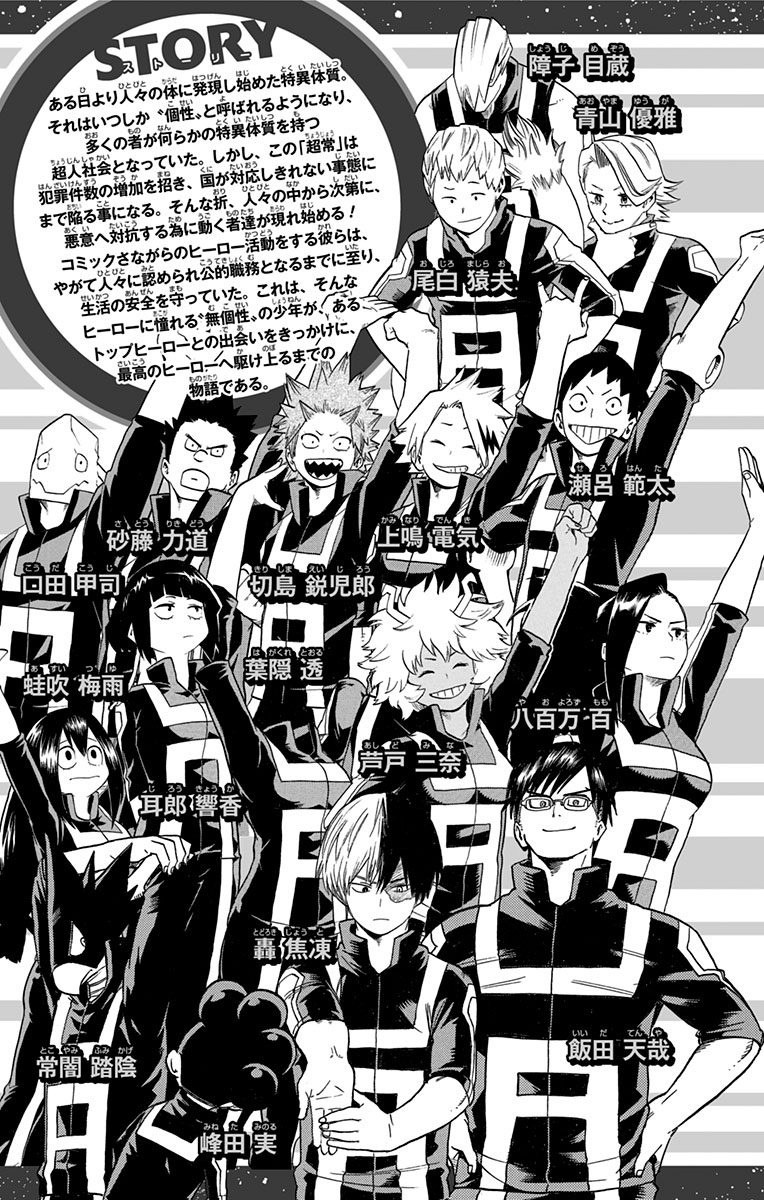 STORY
ストーリー
ある日より人々の体に発現し始めた特異体質。
それはいつしか〝個性〟と呼ばれるようになり、
多くの者が何らかの特異体質を持つ
超人社会となっていた。しかし、この「超常」は
犯罪件数の増加を招き、国が対応しきれない事態に
まで陥る事になる。そんな折、人々の中から次第に、
悪意へ対抗する為に動く者達が現れ始める！
コミックさながらのヒーロー活動をする彼らは、
やがて人々に認められ公的職務となるまでに至り、
生活の安全を守っていた。これは、そんな
ヒーローに憧れる〝無個性〟の少年が、ある
トップヒーローとの出会いをきっかけに、
最高のヒーローへ駆け上るまでの
物語である。
障子 目蔵
青山 優雅
尾白 猿夫
瀬呂 範太
砂藤 力道
上鳴 電気
口田 甲司
切島 鋭児郎
葉隠 透
蛙吹 梅雨
八百万 百
芦戸 三奈
耳郎 響香
轟 焦凍
飯田 天哉
常闇 踏陰
峰田 実